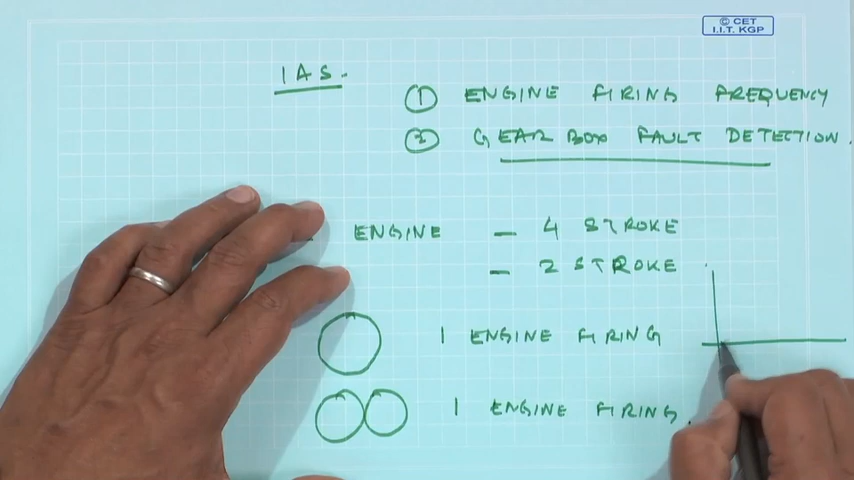 © CET
I.I.T. KGP
IAS.
① ENGINE FIRING FREQUENCY
② GEAR BOX FAULT DETECTION.
ENGINE - 4 STROKE
- 2 STROKE
1 ENGINE FIRING
1 ENGINE FIRING.